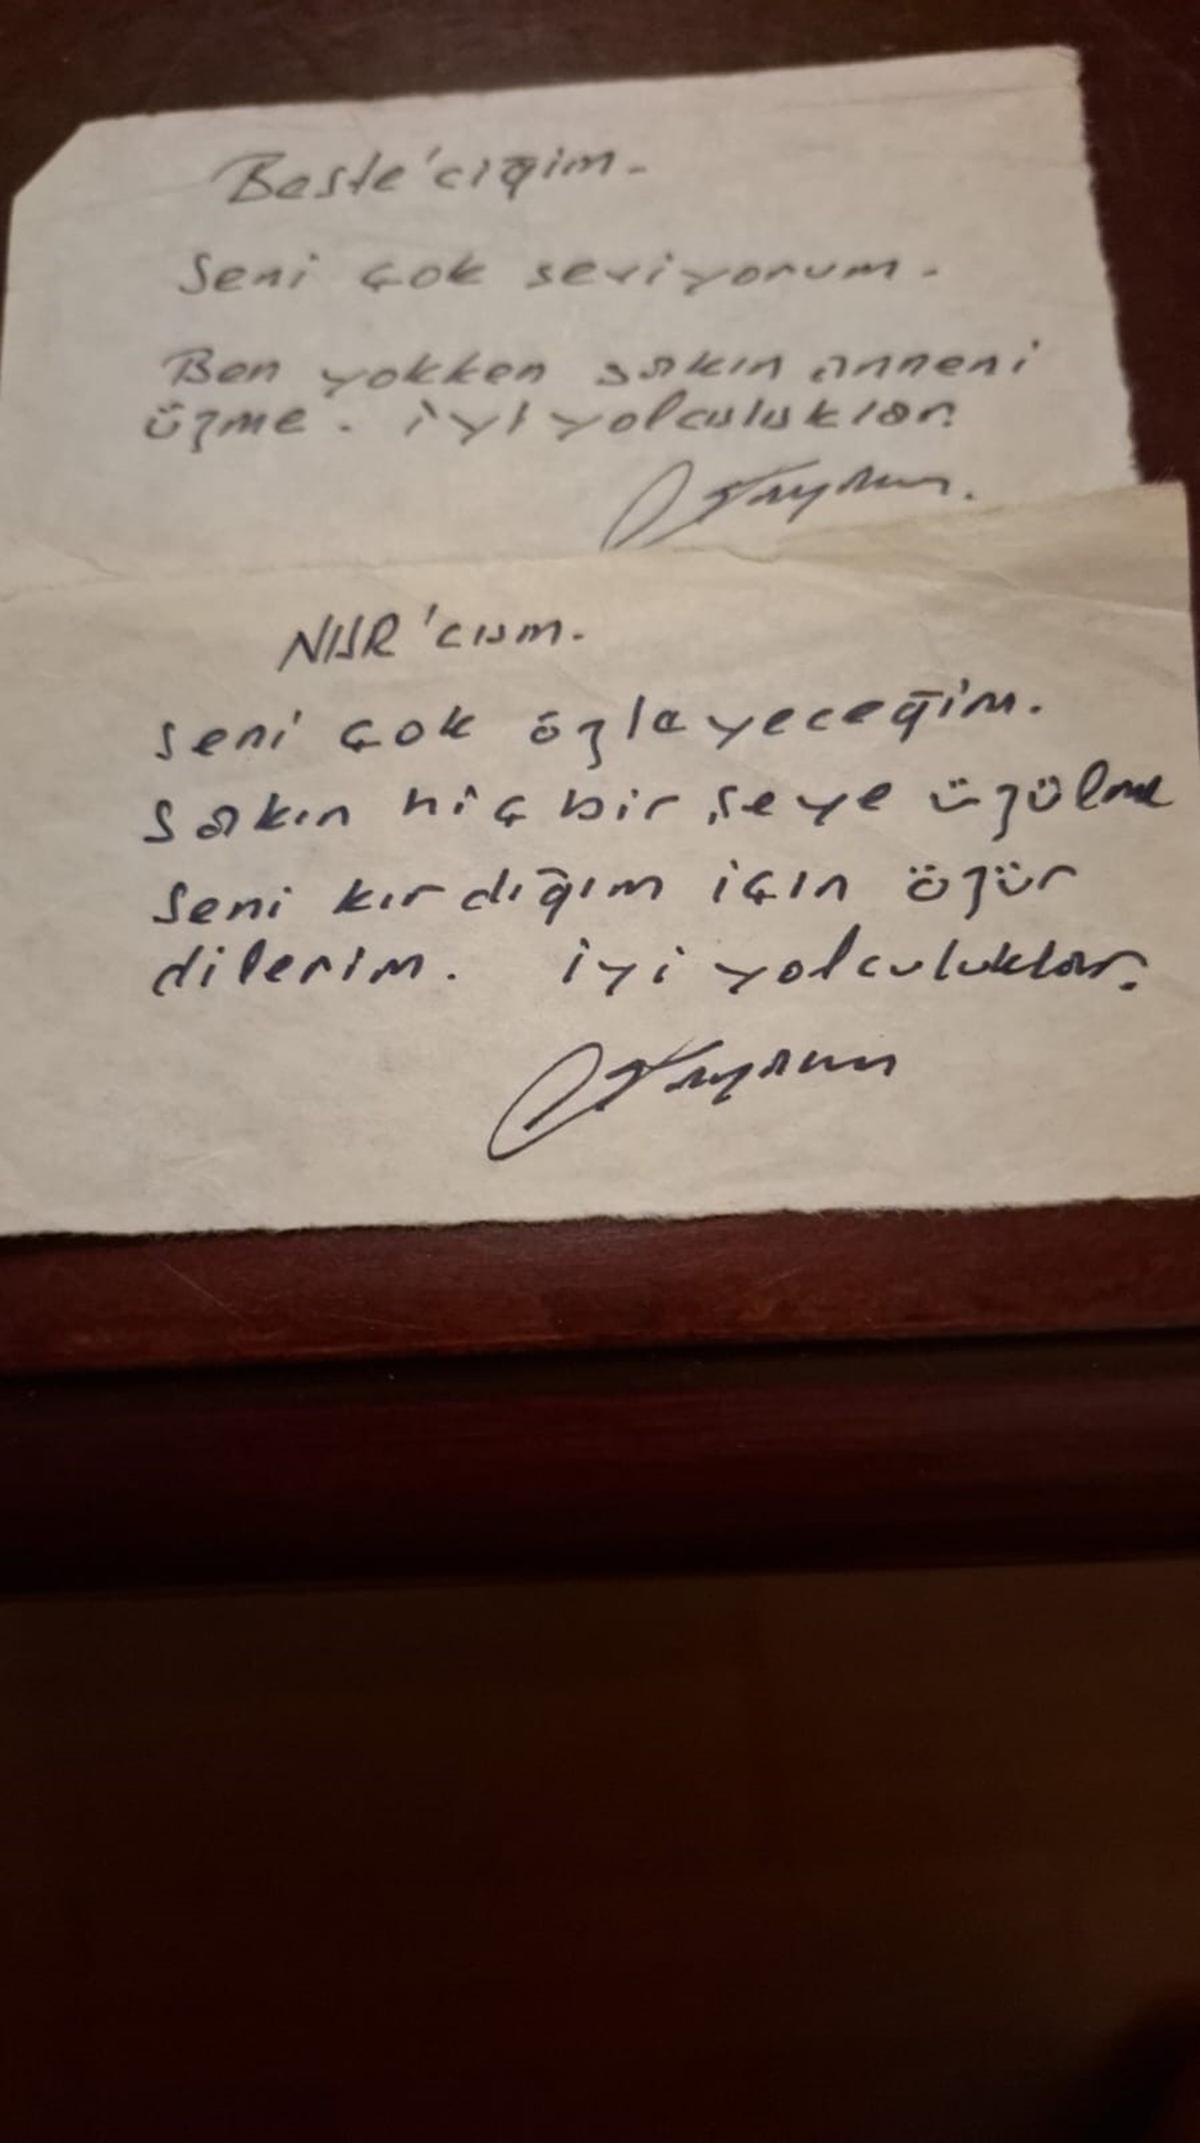 Beste'ciğim.
Seni çok seviyorum.
Ben yokken sakın anneni
üzme. iyi yolculuklar.
NUR'cum.
seni çok özleyeceğim.
sakın hiç bir şeye üzülme
seni kırdığım için özür
dilerim. iyi yolculuklar.